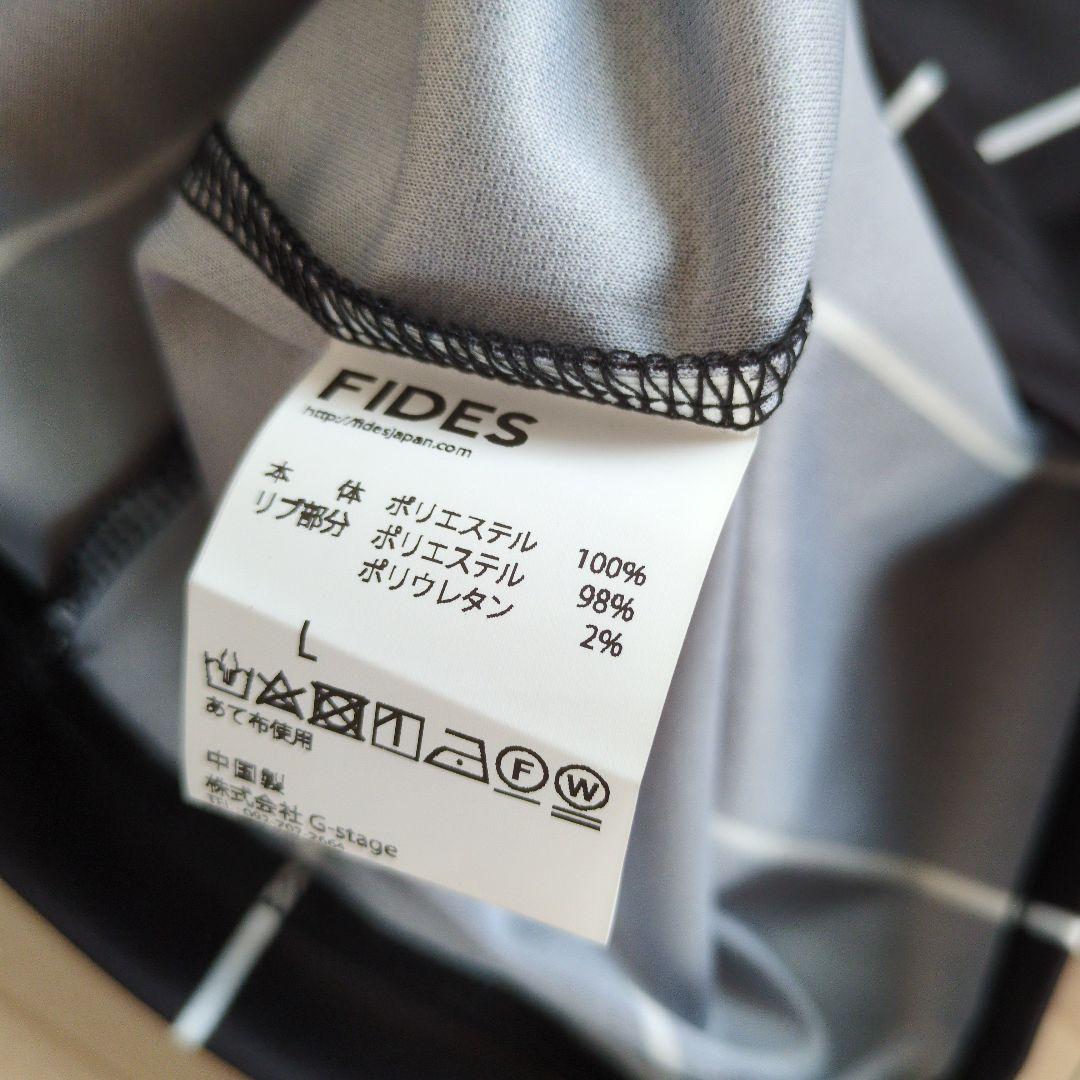 FIDES
http://fidesjapan.com
本 体 ポリエステル 100%
リブ部分 ポリエステル 98%
ポリウレタン 2%
L
F W
あて布使用
中国製
株式会社 G-stage